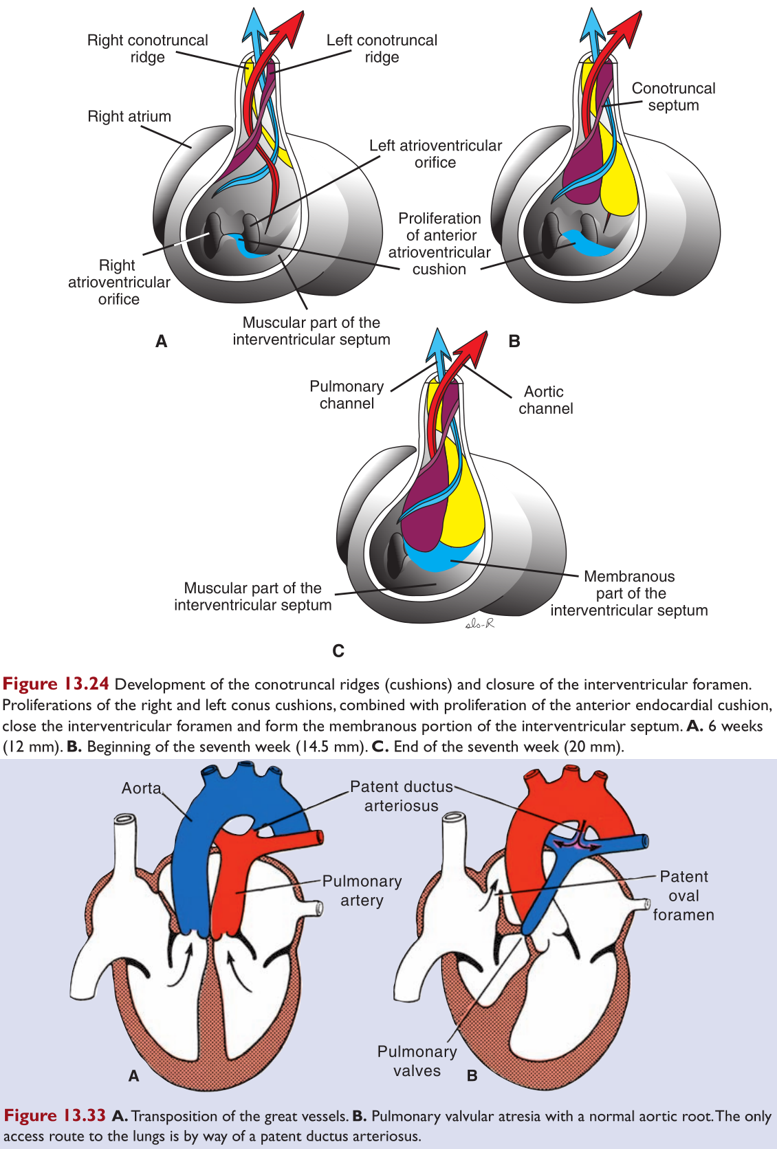 Right conotruncal
ridge
Left conotruncal
ridge
Right atrium
Left atrioventricular
orifice
Conotruncal
septum
Proliferation
of anterior
atrioventricular
cushion
Right
atrioventricular
orifice
Muscular part of the
interventricular septum
A
B
Pulmonary
channel
Aortic
channel
Muscular part of the
interventricular septum
Membranous
part of the
interventricular septum
sls-R
C
Figure 13.24 Development of the conotruncal ridges (cushions) and closure of the interventricular foramen.
Proliferations of the right and left conus cushions, combined with proliferation of the anterior endocardial cushion,
close the interventricular foramen and form the membranous portion of the interventricular septum. A. 6 weeks
(12 mm). B. Beginning of the seventh week (14.5 mm). C. End of the seventh week (20 mm).
Aorta
Patent ductus
arteriosus
Pulmonary
artery
Patent
oval
foramen
Pulmonary
valves
A
B
Figure 13.33 A. Transposition of the great vessels. B. Pulmonary valvular atresia with a normal aortic root. The only
access route to the lungs is by way of a patent ductus arteriosus.